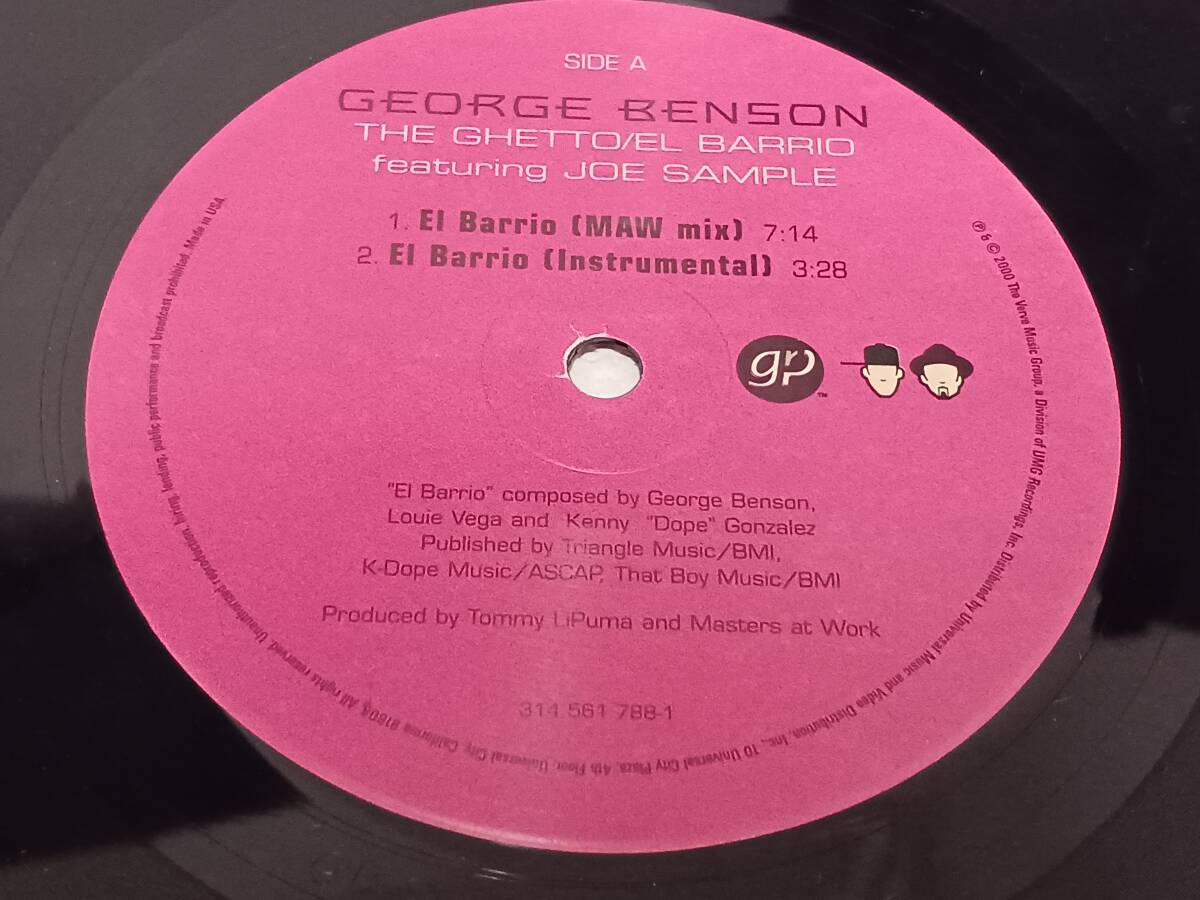 SIDE A
GEORGE BENSON
THE GHETTO/EL BARRIO
featuring JOE SAMPLE
1. El Barrio (MAW mix) 7:14
2. El Barrio (Instrumental) 3:28
grp™
"El Barrio" composed by George Benson,
Louie Vega and Kenny "Dope" Gonzalez
Published by Triangle Music/BMI,
K-Dope Music/ASCAP, That Boy Music/BMI
Produced by Tommy LiPuma and Masters at Work
314 561 788-1
℗ & © 2000 The Verve Music Group, a Division of UMG Recordings, Inc. Distributed by Universal Music and Video Distribution, Inc., 10 Universal City Plaza, 4th Floor, Universal City, California 91608. All rights reserved. Unauthorized reproduction, hiring, lending, public performance and broadcast prohibited. Made in USA.